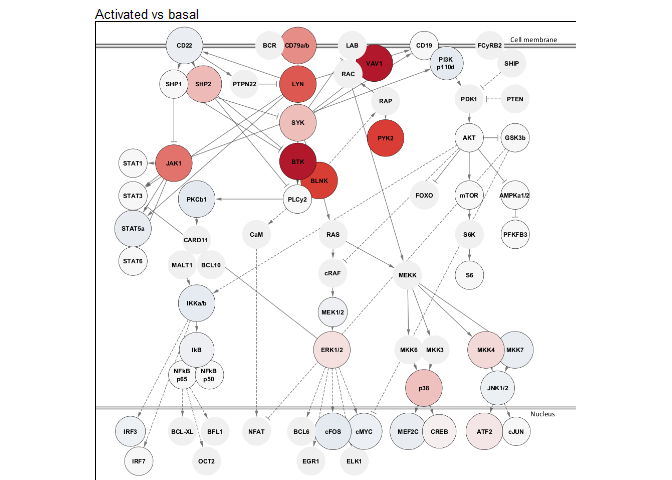 Activated vs basal
Cell membrane
CD22
BCR
CD79a/b
LAB
VAV1
CD19
FCyRB2
PI3K
p110d
SHIP
RAC
SHP1
SHP2
PTPN22
LYN
RAP
PDK1
PTEN
SYK
PYK2
AKT
GSK3b
STAT1
JAK1
BTK
BLNK
STAT3
PKCb1
PLCy2
FOXO
mTOR
AMPKa1/2
STAT5a
CARD11
CaM
RAS
S6K
PFKFB3
STAT6
MALT1
BCL10
cRAF
MEKK
S6
IKKa/b
MEK1/2
IkB
ERK1/2
MKK6
MKK3
MKK4
MKK7
NFkB
p65
NFkB
p50
p38
JNK1/2
Nucleus
IRF3
BCL-XL
BFL1
NFAT
BCL6
cFOS
cMYC
MEF2C
CREB
ATF2
cJUN
IRF7
OCT2
EGR1
ELK1